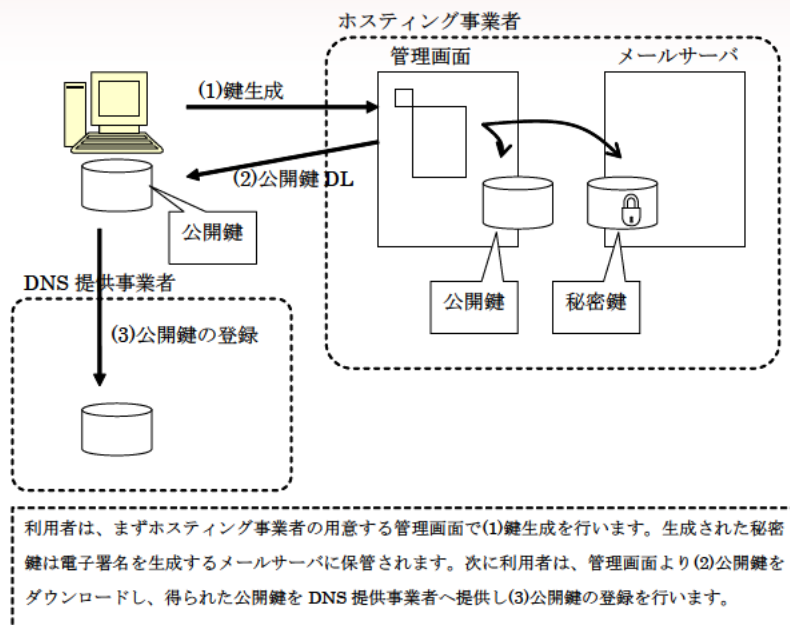 ホスティング事業者
管理画面
メールサーバ
(1)鍵生成
(2)公開鍵 DL
公開鍵
公開鍵
秘密鍵
DNS 提供事業者
(3)公開鍵の登録
利用者は、まずホスティング事業者の用意する管理画面で(1)鍵生成を行います。生成された秘密
鍵は電子署名を生成するメールサーバに保管されます。次に利用者は、管理画面より(2)公開鍵を
ダウンロードし、得られた公開鍵を DNS 提供事業者へ提供し(3)公開鍵の登録を行います。